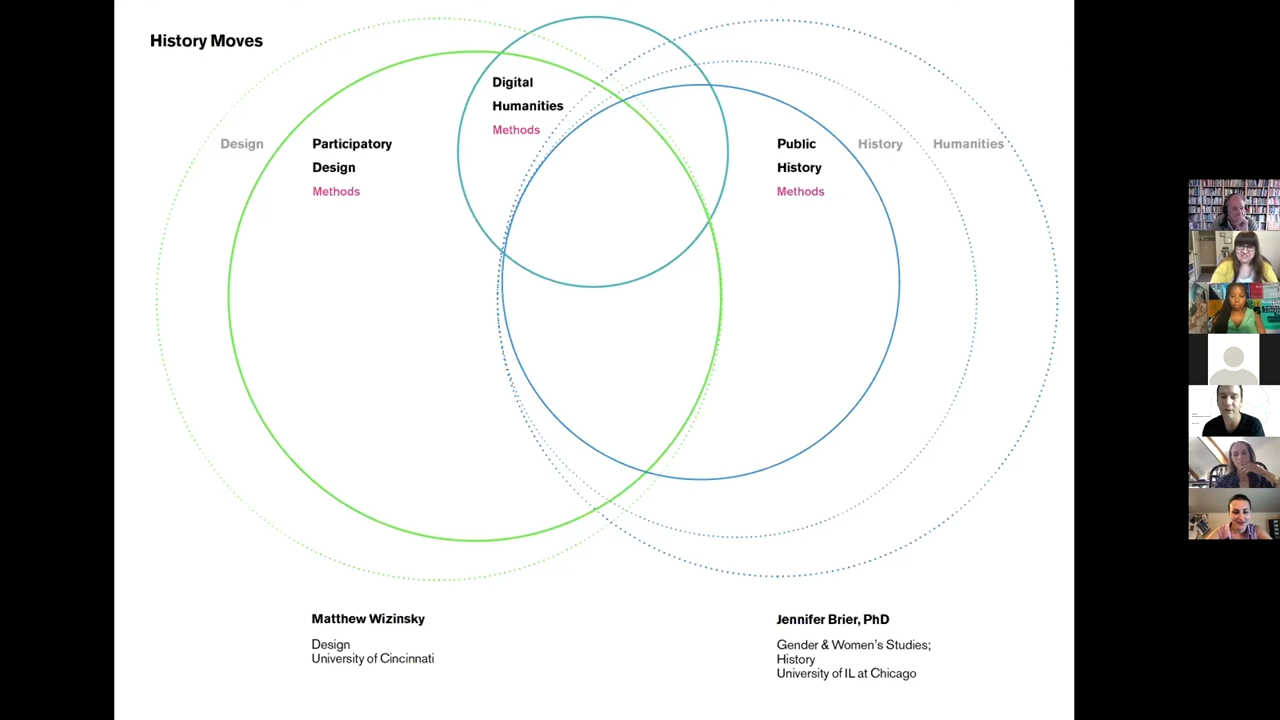 History Moves
Digital
Humanities
Methods
Design
Participatory
Design
Methods
Public
History
Methods
History
Humanities
Matthew Wizinsky
Design
University of Cincinnati
Jennifer Brier, PhD
Gender & Women's Studies;
History
University of IL at Chicago